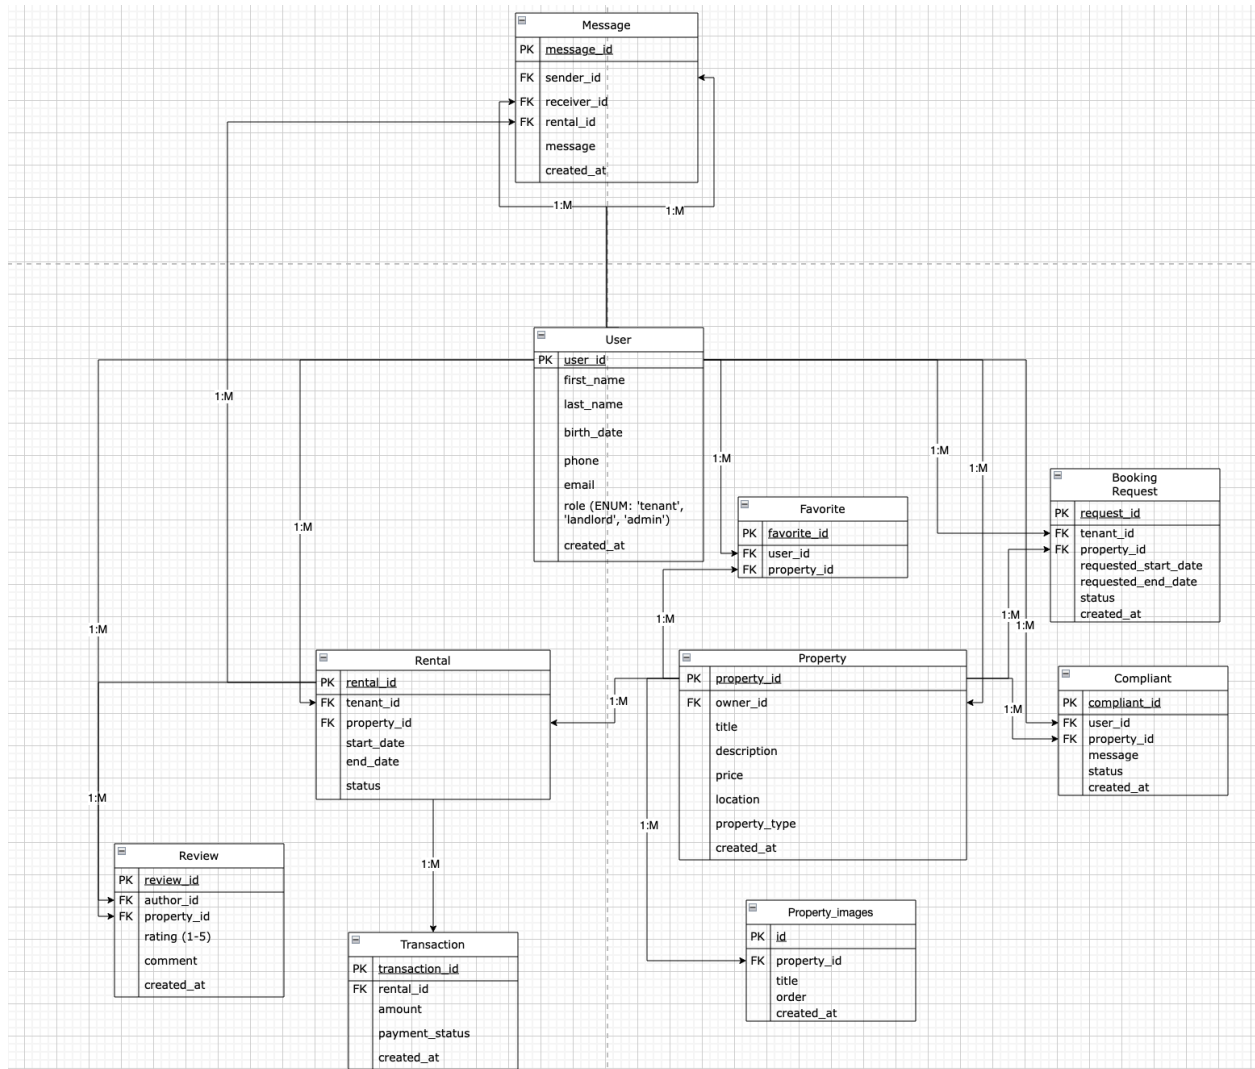 Message
PK message_id
FK sender_id
FK receiver_id
FK rental_id
message
created_at
1:M
1:M
User
PK user_id
first_name
last_name
birth_date
phone
email
role (ENUM: 'tenant',
'landlord', 'admin')
created_at
1:M
1:M
1:M
1:M
1:M
Favorite
PK favorite_id
FK user_id
FK property_id
Booking
Request
PK request_id
FK tenant_id
FK property_id
requested_start_date
requested_end_date
status
created_at
1:M
1:M
1:M
1:M
Rental
PK rental_id
FK tenant_id
FK property_id
start_date
end_date
status
1:M
Property
PK property_id
FK owner_id
title
description
price
location
property_type
created_at
1:M
Compliant
PK compliant_id
FK user_id
FK property_id
message
status
created_at
1:M
1:M
1:M
Review
PK review_id
FK author_id
FK property_id
rating (1-5)
comment
created_at
Transaction
PK transaction_id
FK rental_id
amount
payment_status
created_at
Property_images
PK id
FK property_id
title
order
created_at